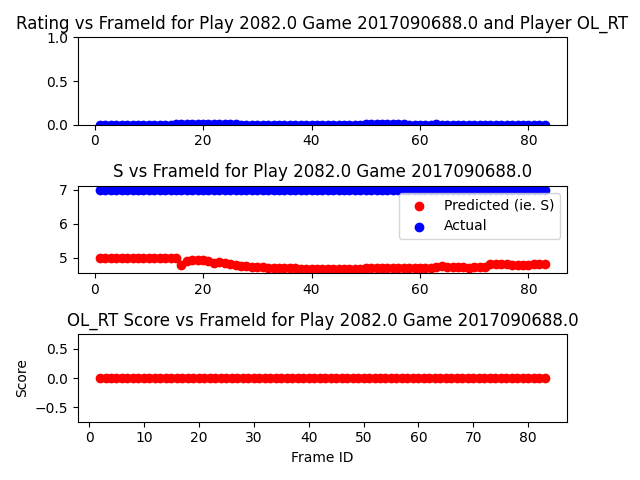 Rating vs FrameId for Play 2082.0 Game 2017090688.0 and Player OL_RT
1.0
0.5
0.0
0 20 40 60 80
S vs FrameId for Play 2082.0 Game 2017090688.0
7
6
5
Predicted (ie. S)
Actual
0 20 40 60 80
OL_RT Score vs FrameId for Play 2082.0 Game 2017090688.0
Score
0.5
0.0
−0.5
0 10 20 30 40 50 60 70 80
Frame ID